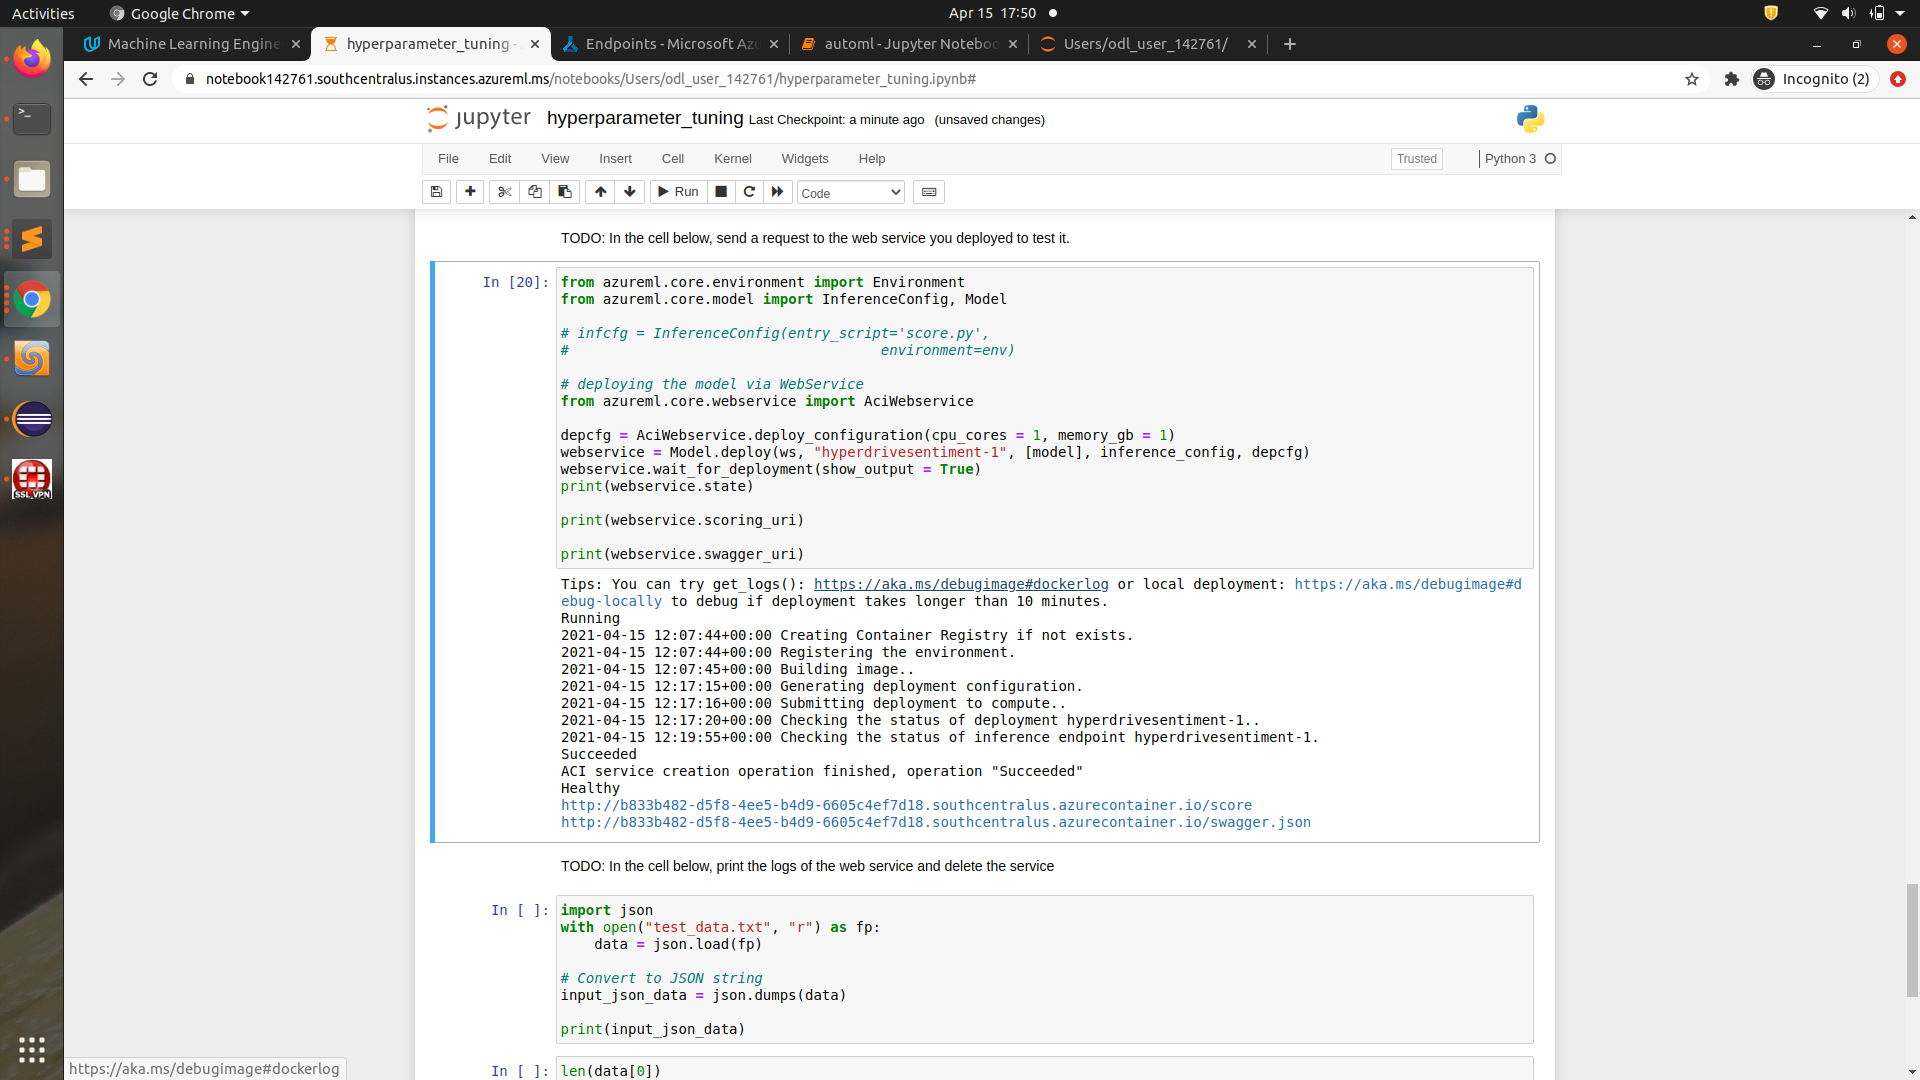 Activities
Google Chrome
Apr 15 17:50
Machine Learning Engine
hyperparameter_tuning -
Endpoints - Microsoft Azu
automl - Jupyter Notebo
Users/odl_user_142761/
notebook142761.southcentralus.instances.azureml.ms/notebooks/Users/odl_user_142761/hyperparameter_tuning.ipynb#
Incognito (2)
jupyter hyperparameter_tuning Last Checkpoint: a minute ago (unsaved changes)
File Edit View Insert Cell Kernel Widgets Help
Trusted
Python 3
Run
Code
TODO: In the cell below, send a request to the web service you deployed to test it.
In [20]:
from azureml.core.environment import Environment
from azureml.core.model import InferenceConfig, Model
# infcfg = InferenceConfig(entry_script='score.py',
#                                     environment=env)
# deploying the model via WebService
from azureml.core.webservice import AciWebservice
depcfg = AciWebservice.deploy_configuration(cpu_cores = 1, memory_gb = 1)
webservice = Model.deploy(ws, "hyperdrivesentiment-1", [model], inference_config, depcfg)
webservice.wait_for_deployment(show_output = True)
print(webservice.state)
print(webservice.scoring_uri)
print(webservice.swagger_uri)
Tips: You can try get_logs(): https://aka.ms/debugimage#dockerlog or local deployment: https://aka.ms/debugimage#d
ebug-locally to debug if deployment takes longer than 10 minutes.
Running
2021-04-15 12:07:44+00:00 Creating Container Registry if not exists.
2021-04-15 12:07:44+00:00 Registering the environment.
2021-04-15 12:07:45+00:00 Building image..
2021-04-15 12:17:15+00:00 Generating deployment configuration.
2021-04-15 12:17:16+00:00 Submitting deployment to compute..
2021-04-15 12:17:20+00:00 Checking the status of deployment hyperdrivesentiment-1..
2021-04-15 12:19:55+00:00 Checking the status of inference endpoint hyperdrivesentiment-1.
Succeeded
ACI service creation operation finished, operation "Succeeded"
Healthy
http://b833b482-d5f8-4ee5-b4d9-6605c4ef7d18.southcentralus.azurecontainer.io/score
http://b833b482-d5f8-4ee5-b4d9-6605c4ef7d18.southcentralus.azurecontainer.io/swagger.json
TODO: In the cell below, print the logs of the web service and delete the service
In [ ]:
import json
with open("test_data.txt", "r") as fp:
    data = json.load(fp)
# Convert to JSON string
input_json_data = json.dumps(data)
print(input_json_data)
In [ ]:
len(data[0])
SSL VPN
https://aka.ms/debugimage#dockerlog